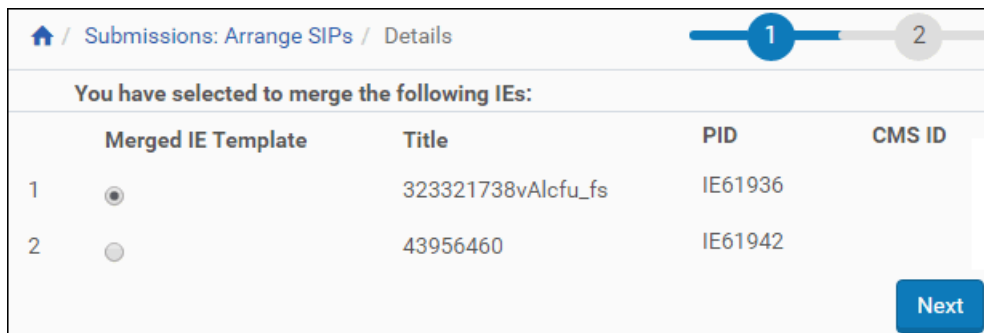 / Submissions: Arrange SIPs / Details 1 2
You have selected to merge the following IEs:
Merged IE Template Title PID CMS ID
1 323321738vAlcfu_fs IE61936
2 43956460 IE61942
Next